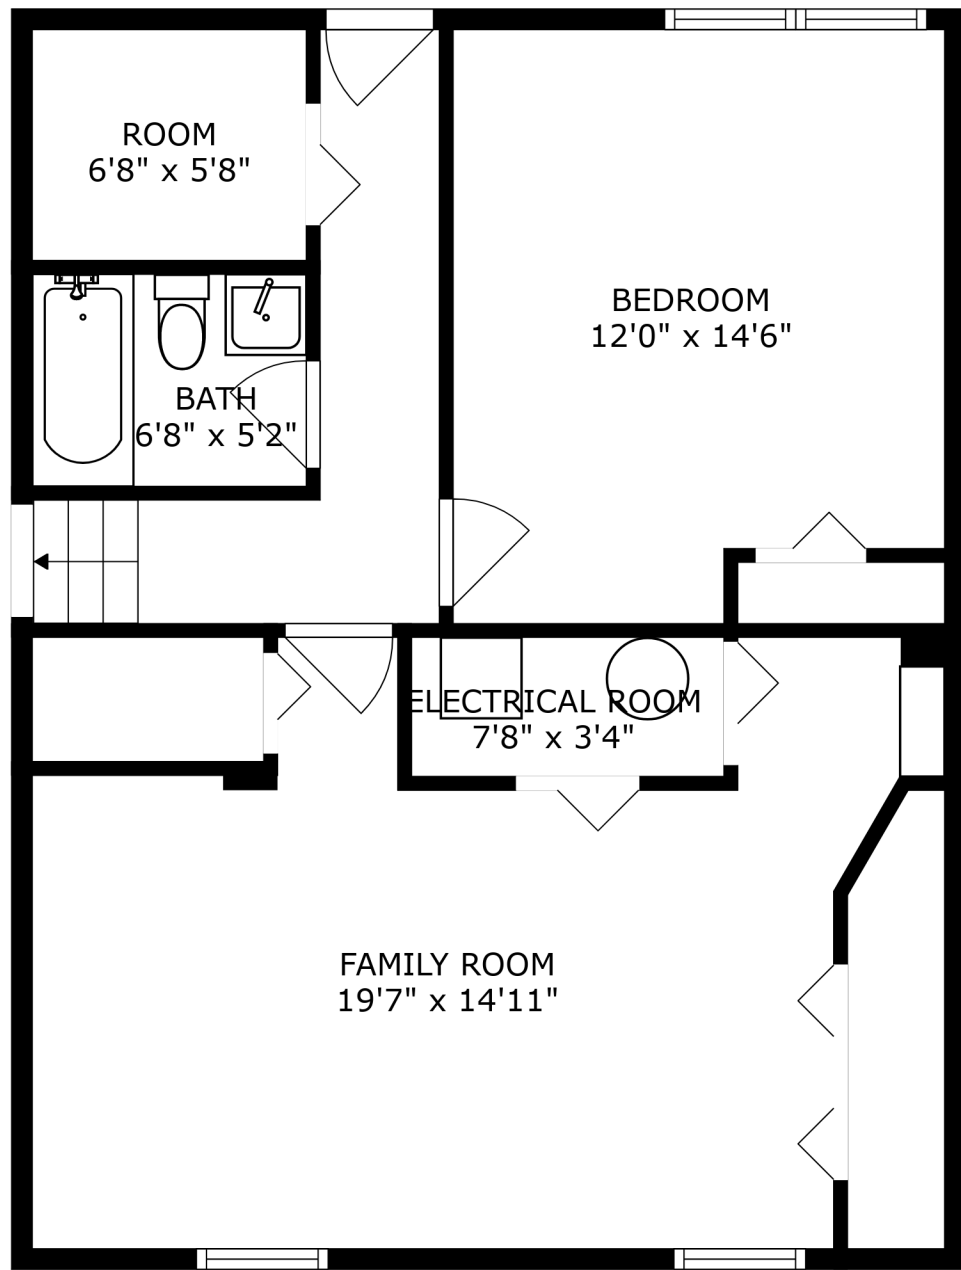 ROOM
6'8" x 5'8"
BEDROOM
12'0" x 14'6"
BATH
6'8" x 5'2"
ELECTRICAL ROOM
7'8" x 3'4"
FAMILY ROOM
19'7" x 14'11"